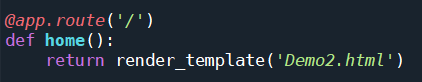 @app.route('/')
def home():
    return render_template('Demo2.html')